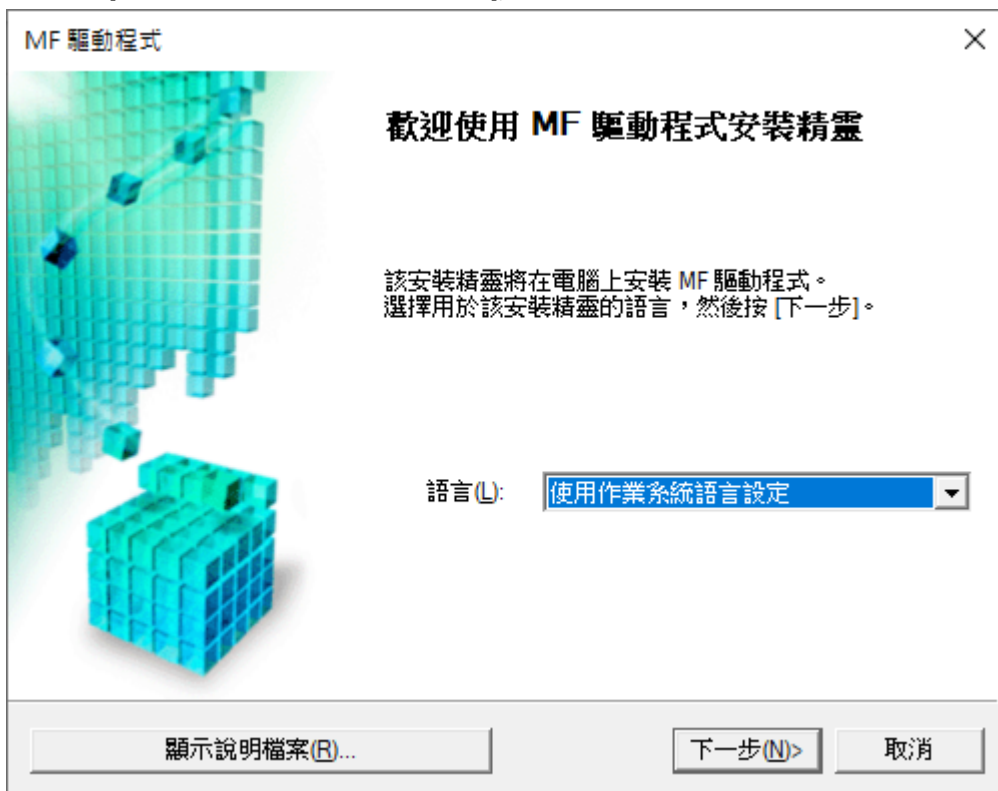 MF 驅動程式
歡迎使用 MF 驅動程式安裝精靈
該安裝精靈將在電腦上安裝 MF 驅動程式。
選擇用於該安裝精靈的語言，然後按 [下一步]。
語言(L): 使用作業系統語言設定
顯示說明檔案(R)... 下一步(N)> 取消